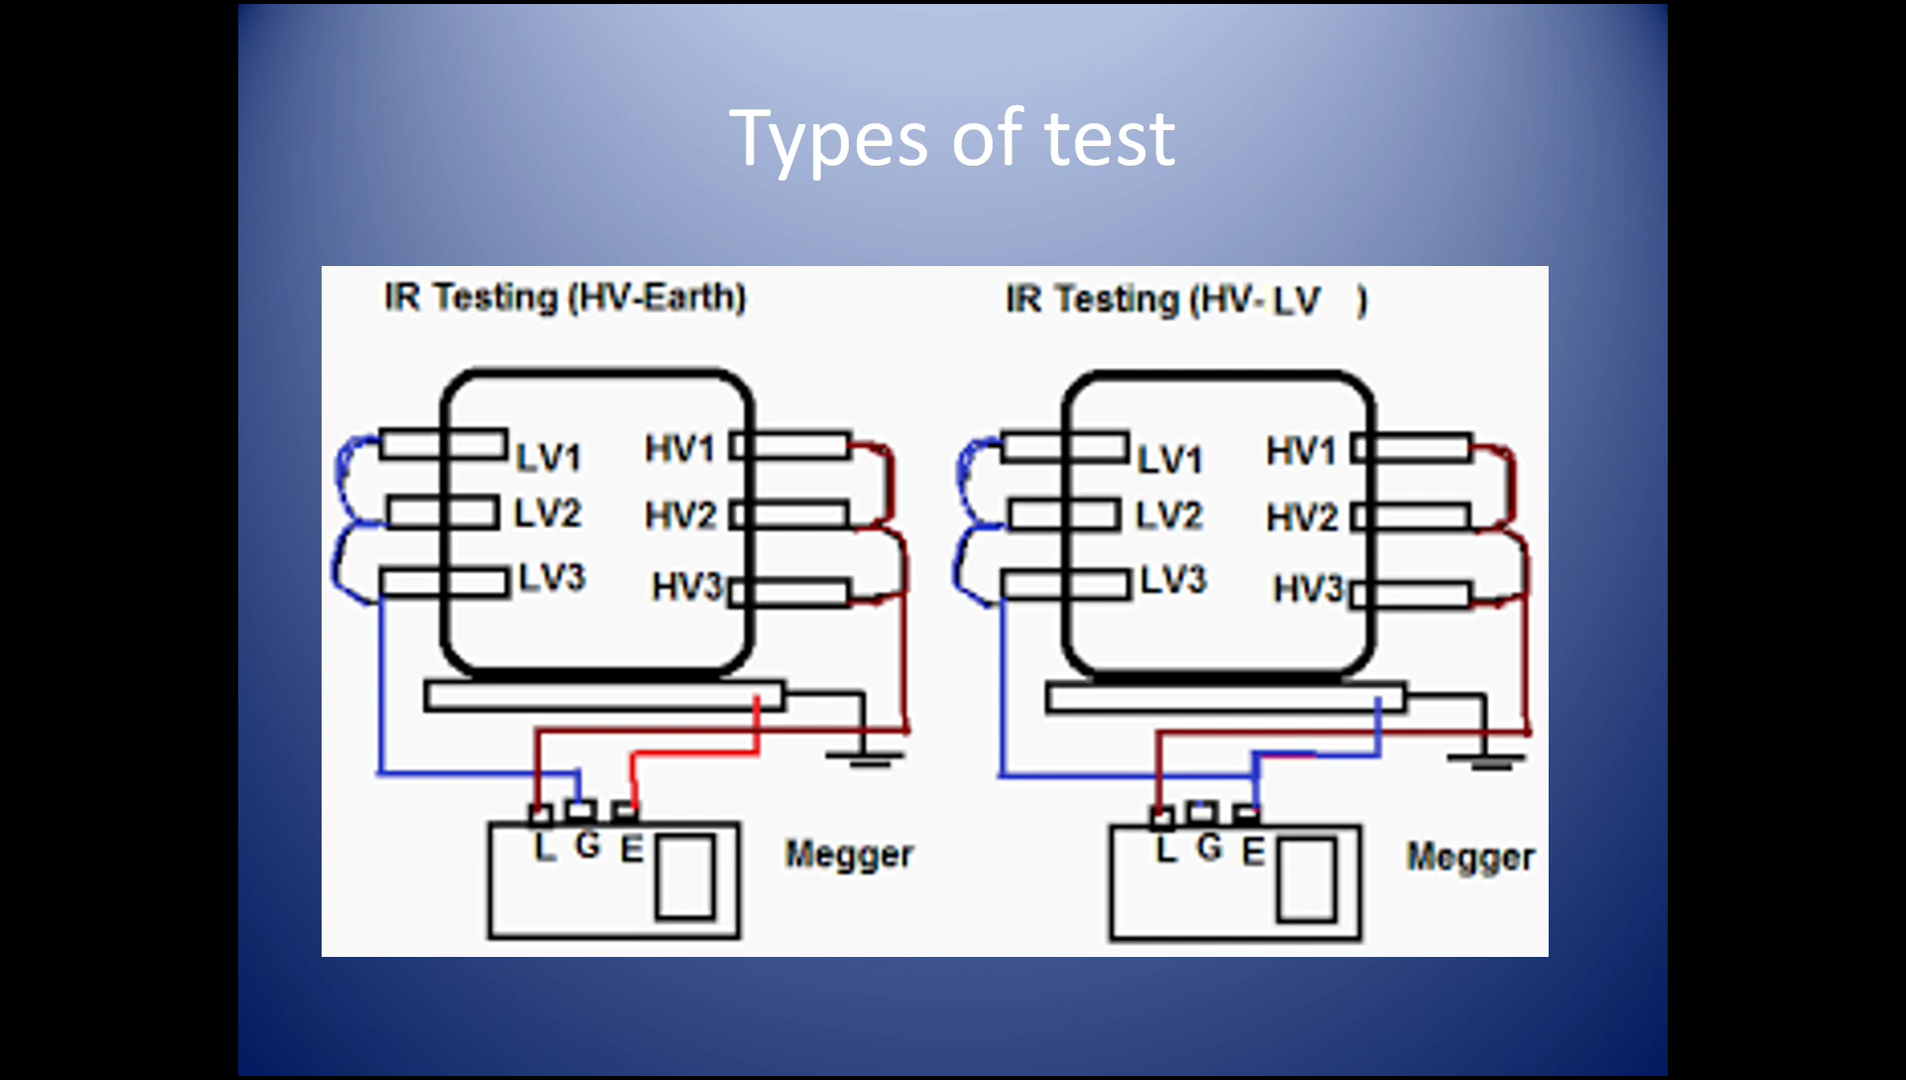 Types of test
IR Testing (HV-Earth)
LV1
HV1
LV2
HV2
LV3
HV3
L G E
Megger
IR Testing (HV- LV )
LV1
HV1
LV2
HV2
LV3
HV3
L G E
Megger